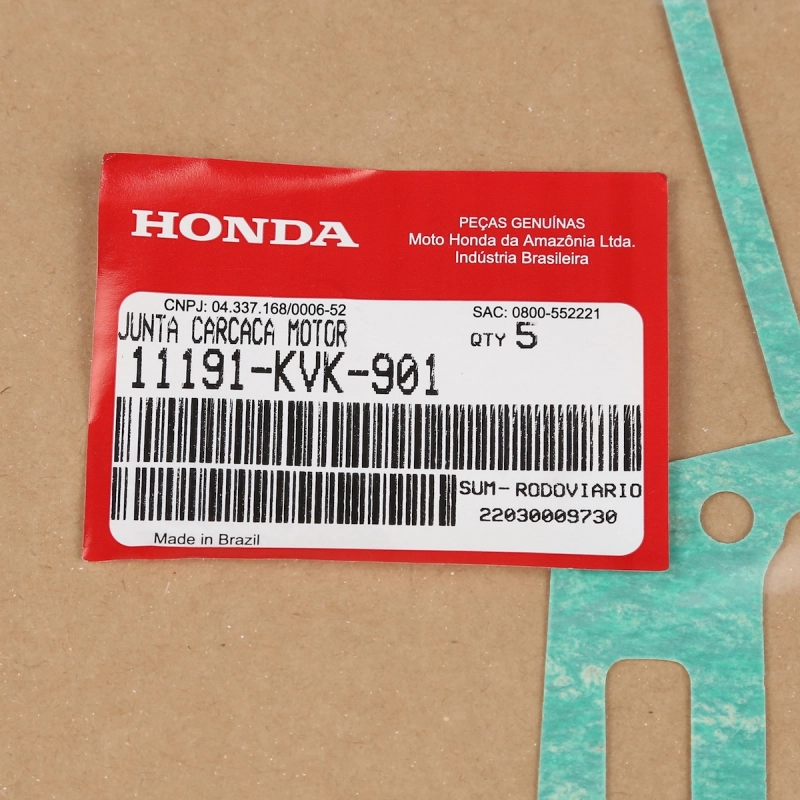 HONDA
PEÇAS GENUÍNAS
Moto Honda da Amazônia Ltda.
Indústria Brasileira
CNPJ: 04.337.168/0006-52
SAC: 0800-552221
JUNTA CARCACA MOTOR
QTY 5
11191-KVK-901
SUM-RODOVIARIO
22030009730
Made in Brazil